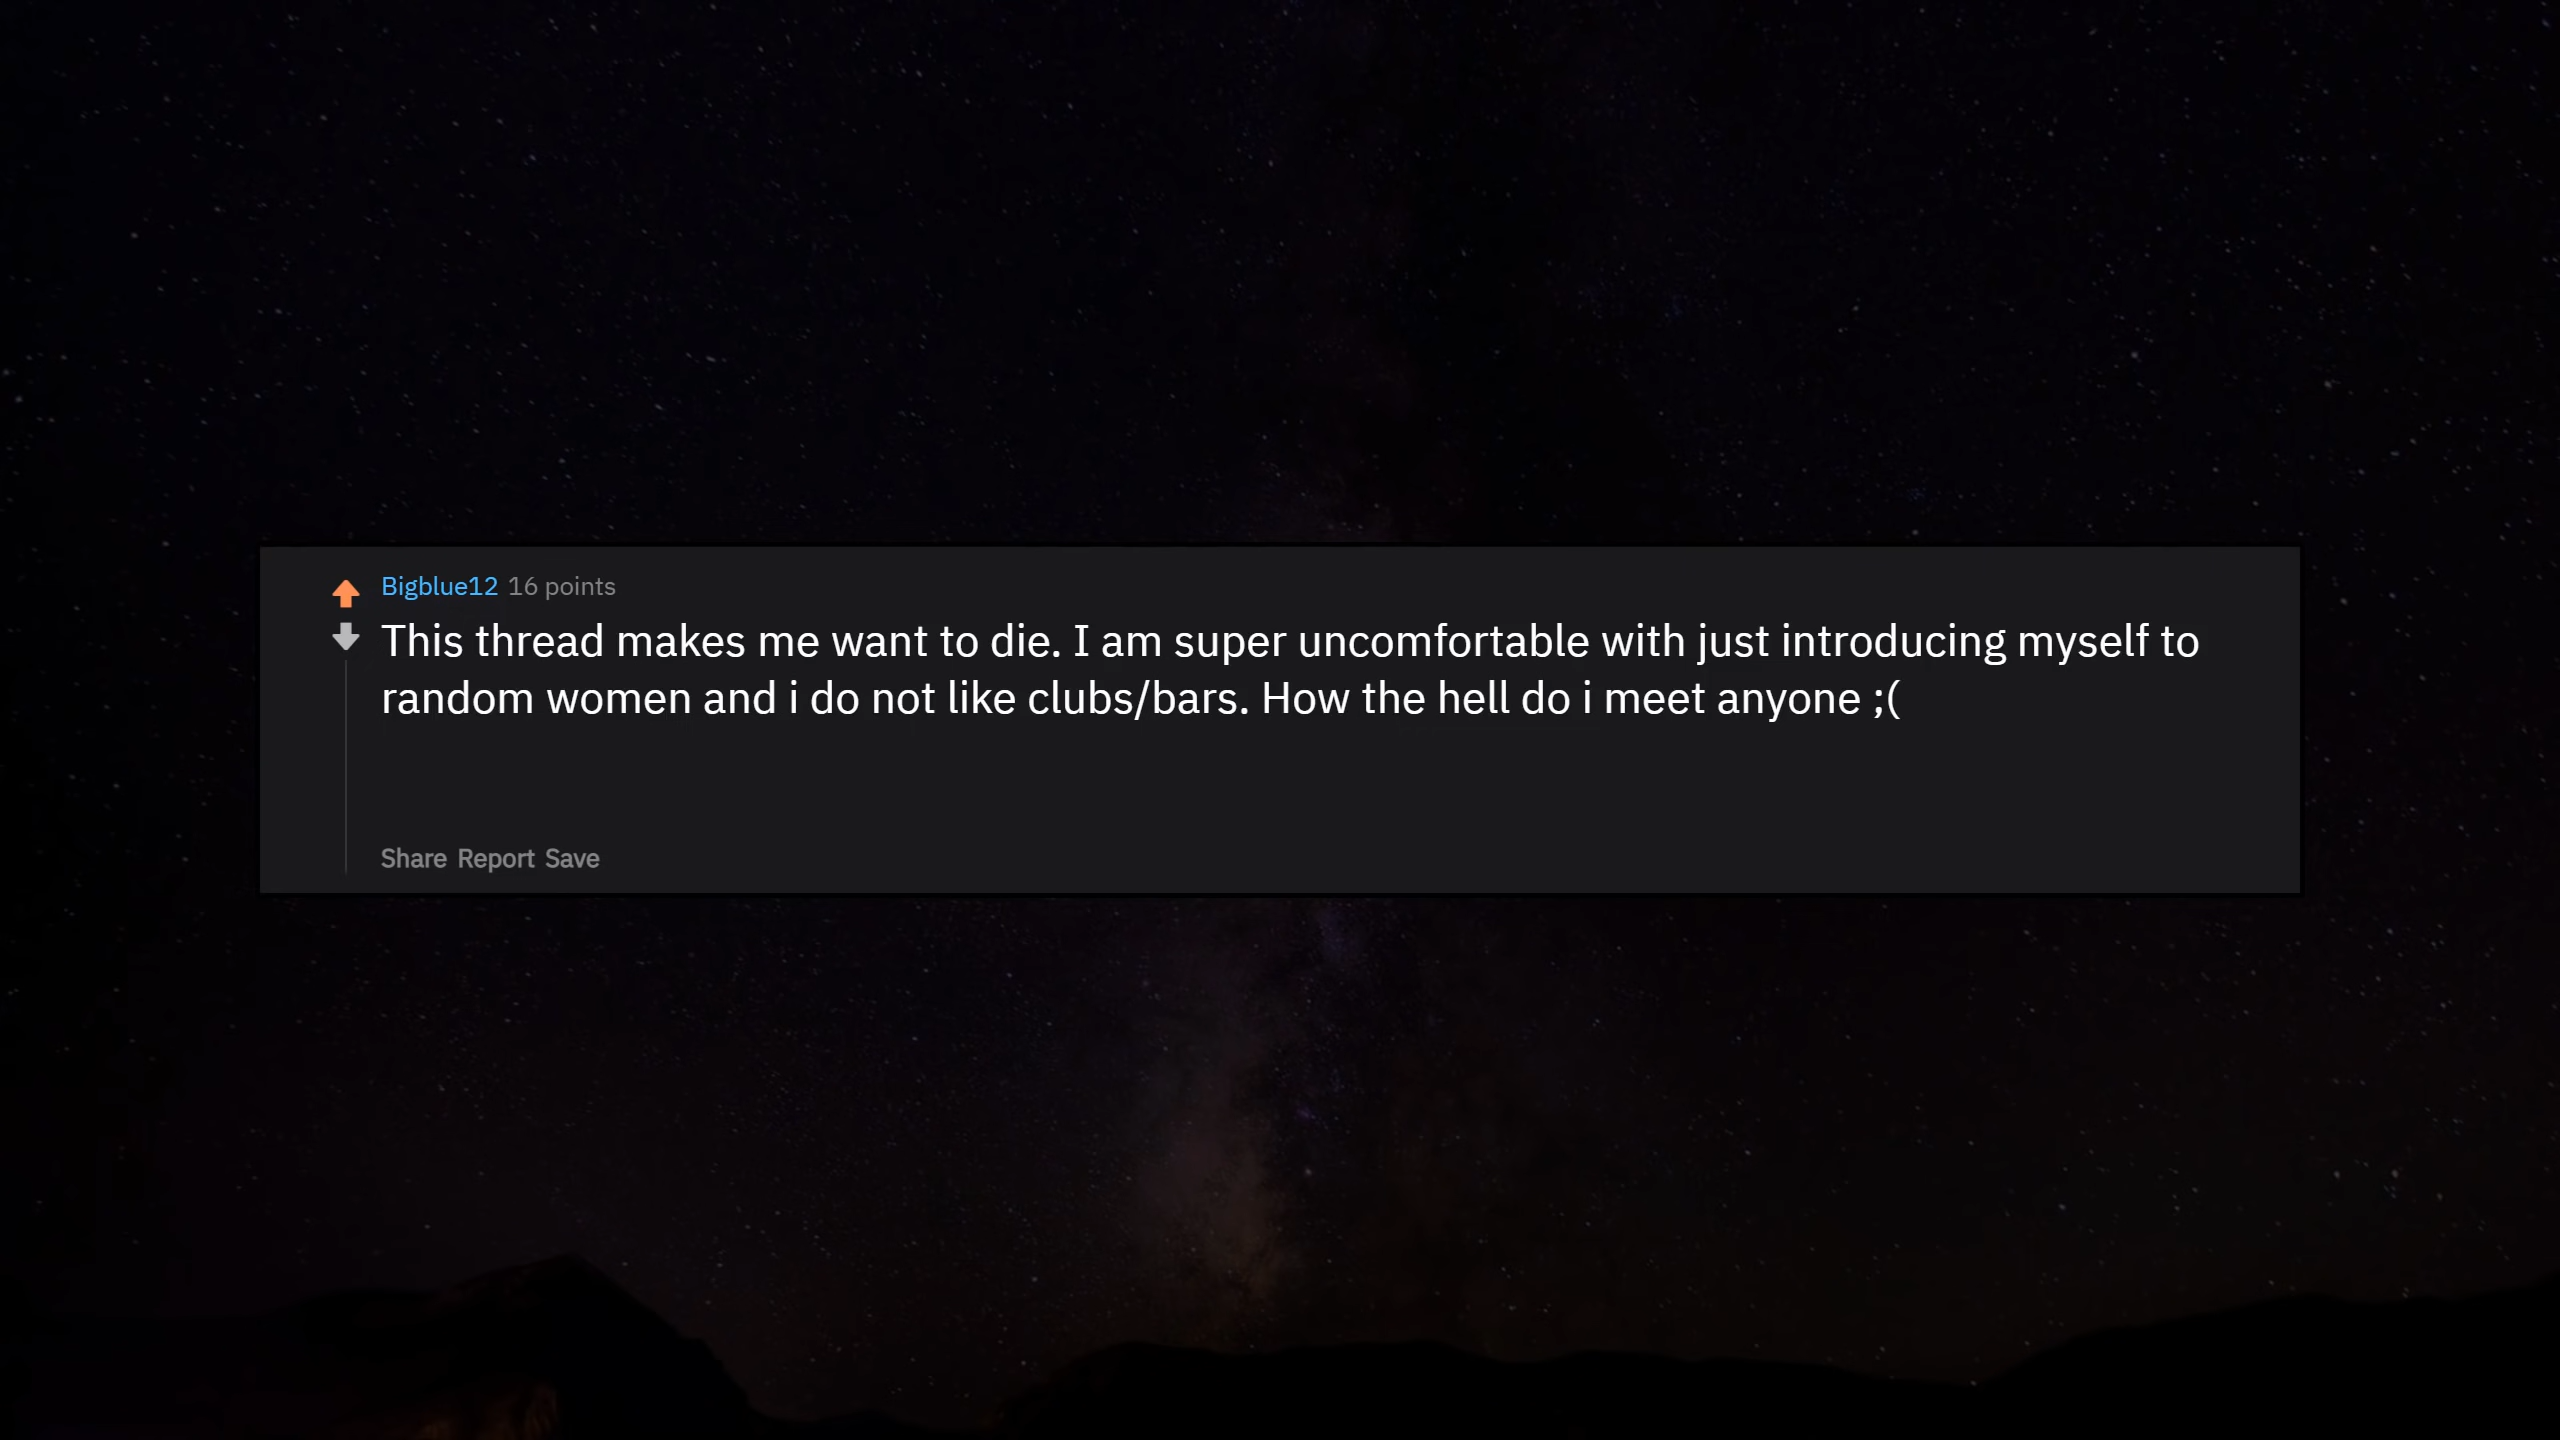 Bigblue12 16 points
This thread makes me want to die. I am super uncomfortable with just introducing myself to
random women and i do not like clubs/bars. How the hell do i meet anyone ;(
Share Report Save